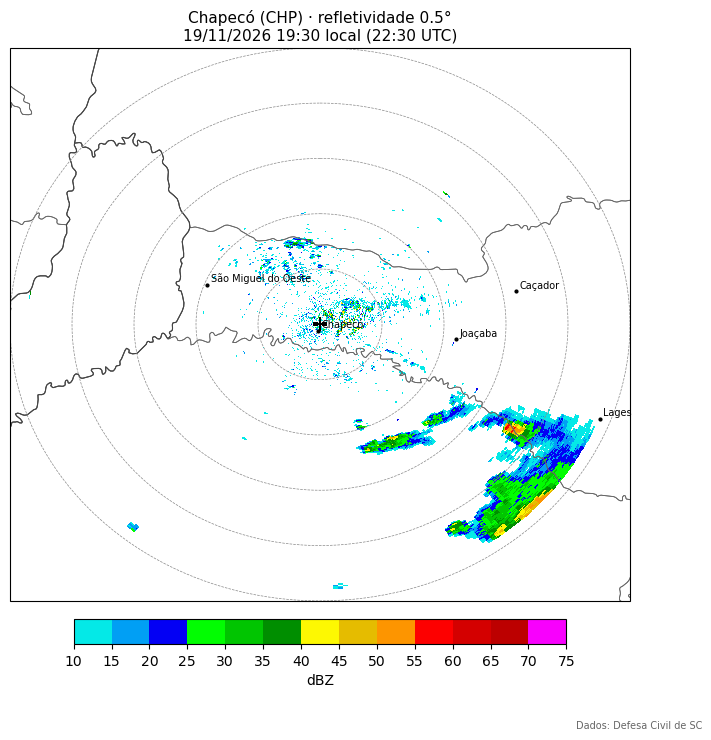 Chapecó (CHP) · refletividade 0.5°
19/11/2026 19:30 local (22:30 UTC)
São Miguel do Oeste
Caçador
Chapecó
Joaçaba
Lages
10 15 20 25 30 35 40 45 50 55 60 65 70 75
dBZ
Dados: Defesa Civil de SC